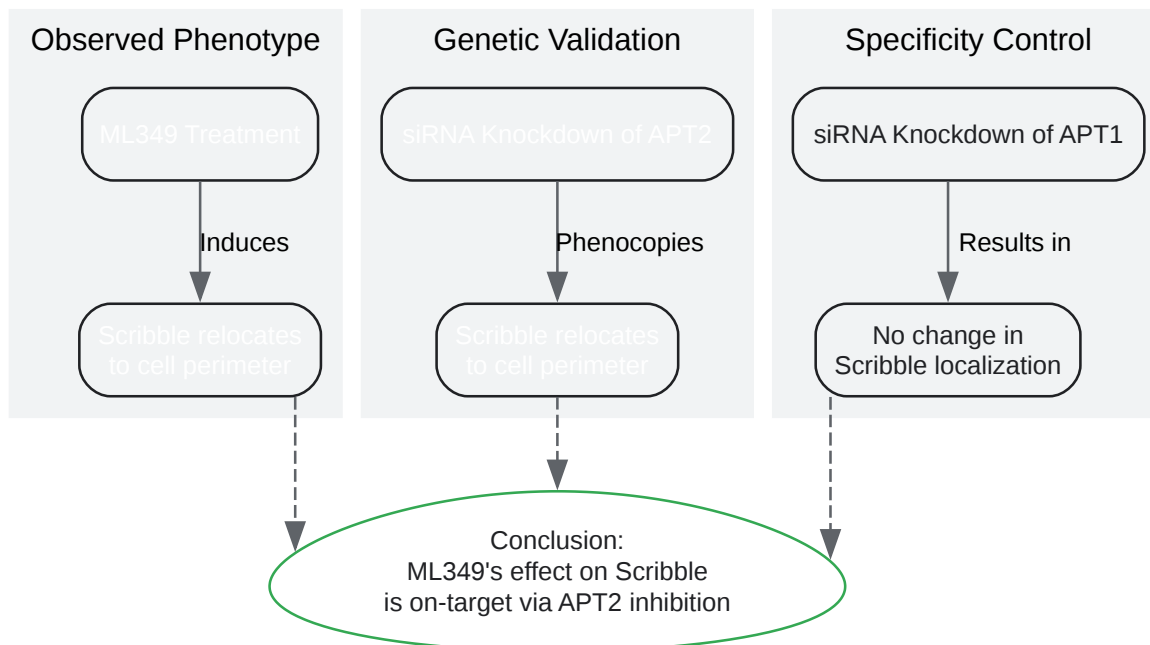 Observed Phenotype
ML349 Treatment
Induces
Scribble relocates
to cell perimeter
Genetic Validation
siRNA Knockdown of APT2
Phenocopies
Scribble relocates
to cell perimeter
Specificity Control
siRNA Knockdown of APT1
Results in
No change in
Scribble localization
Conclusion:
ML349's effect on Scribble
is on-target via APT2 inhibition